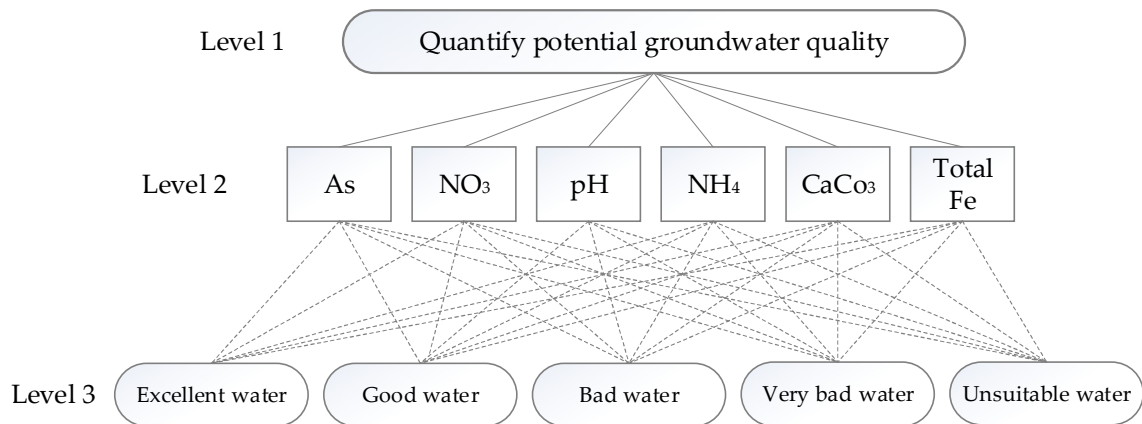 Level 1
Quantify potential groundwater quality
Level 2
As
NO₃
pH
NH₄
CaCo₃
Total
Fe
Level 3
Excellent water
Good water
Bad water
Very bad water
Unsuitable water